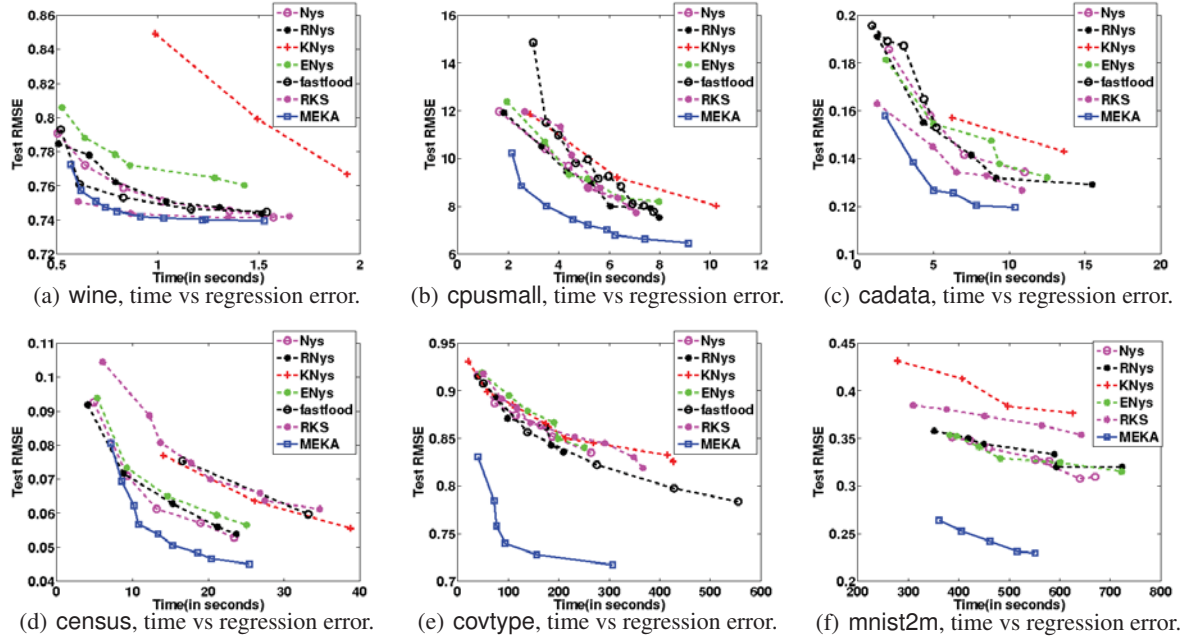 0.86
0.84
0.82
0.8
0.78
0.76
0.74
0.72
0.5
1
1.5
2
Test RMSE
Time(in seconds)
Nys
RNys
KNys
ENys
fastfood
RKS
MEKA
(a) wine, time vs regression error.
16
14
12
10
8
6
0
2
4
6
8
10
12
Test RMSE
Time(in seconds)
Nys
RNys
KNys
ENys
fastfood
RKS
MEKA
(b) cpusmall, time vs regression error.
0.2
0.18
0.16
0.14
0.12
0.1
0
5
10
15
20
Test RMSE
Time(in seconds)
Nys
RNys
KNys
ENys
fastfood
RKS
MEKA
(c) cadata, time vs regression error.
0.11
0.1
0.09
0.08
0.07
0.06
0.05
0.04
0
10
20
30
40
Test RMSE
Time(in seconds)
Nys
RNys
KNys
ENys
fastfood
RKS
MEKA
(d) census, time vs regression error.
0.95
0.9
0.85
0.8
0.75
0.7
0
100
200
300
400
500
600
Test RMSE
Time(in seconds)
Nys
RNys
KNys
ENys
fastfood
RKS
MEKA
(e) covtype, time vs regression error.
0.45
0.4
0.35
0.3
0.25
0.2
200
300
400
500
600
700
800
Test RMSE
Time(in seconds)
Nys
RNys
KNys
ENys
RKS
MEKA
(f) mnist2m, time vs regression error.